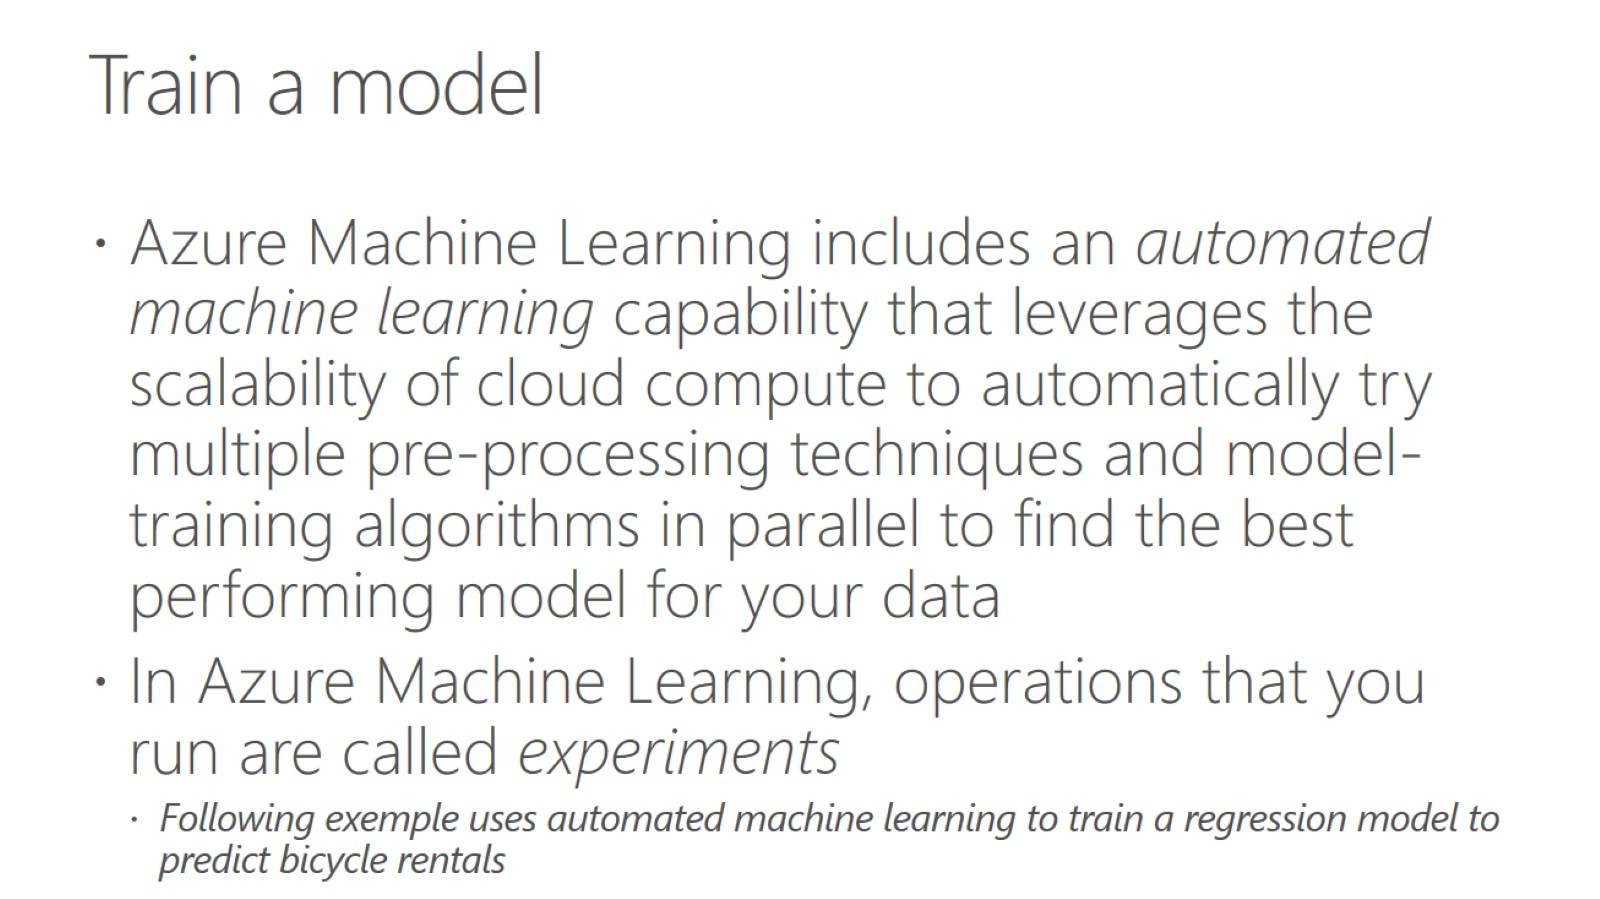 Train a model
· Azure Machine Learning includes an automated
machine learning capability that leverages the
scalability of cloud compute to automatically try
multiple pre-processing techniques and model-
training algorithms in parallel to find the best
performing model for your data
· In Azure Machine Learning, operations that you
run are called experiments
· Following exemple uses automated machine learning to train a regression model to
predict bicycle rentals